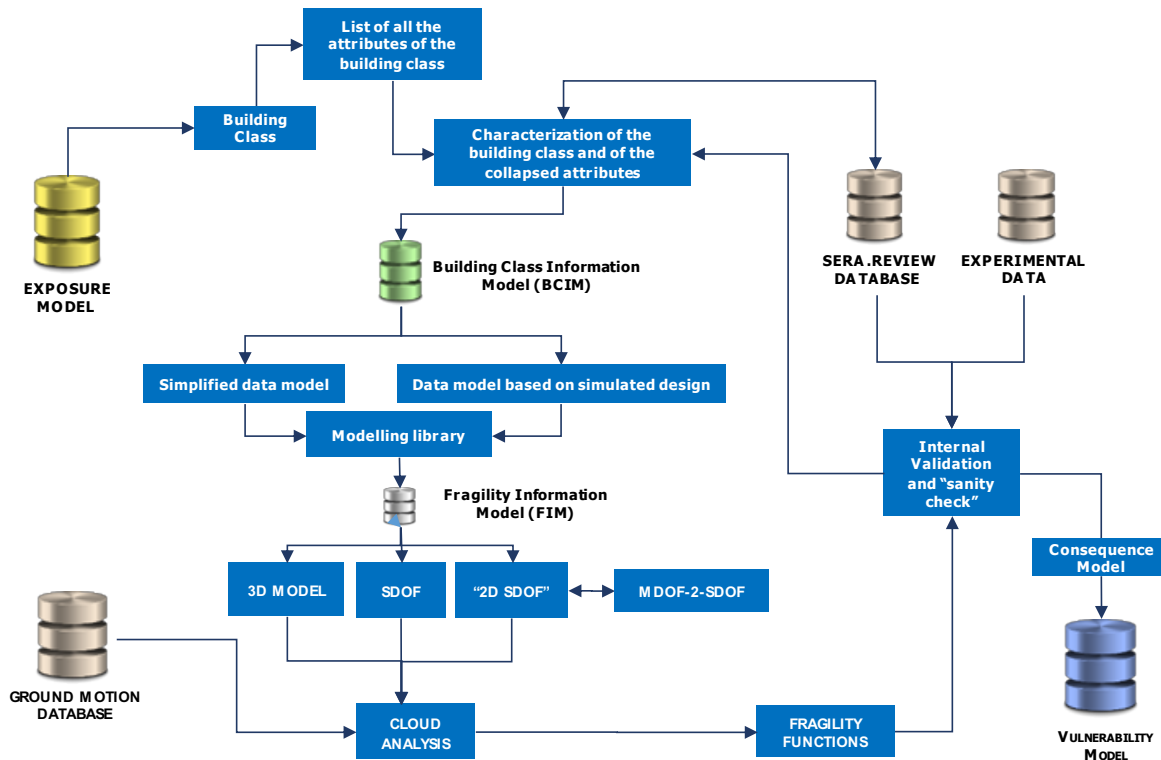 List of all the
attributes of the
building class
Building
Class
Characterization of the
building class and of the
collapsed attributes
EXPOSURE
MODEL
Building Class Information
Model (BCIM)
SERA.REVIEW
DATABASE
EXPERIMENTAL
DATA
Simplified data model
Data model based on simulated design
Modelling library
Internal
Validation
and “sanity
check”
Fragility Information
Model (FIM)
Consequence
Model
3D MODEL
SDOF
“2D SDOF”
MDOF-2-SDOF
GROUND MOTION
DATABASE
CLOUD
ANALYSIS
FRAGILITY
FUNCTIONS
VULNERABILITY
MODEL